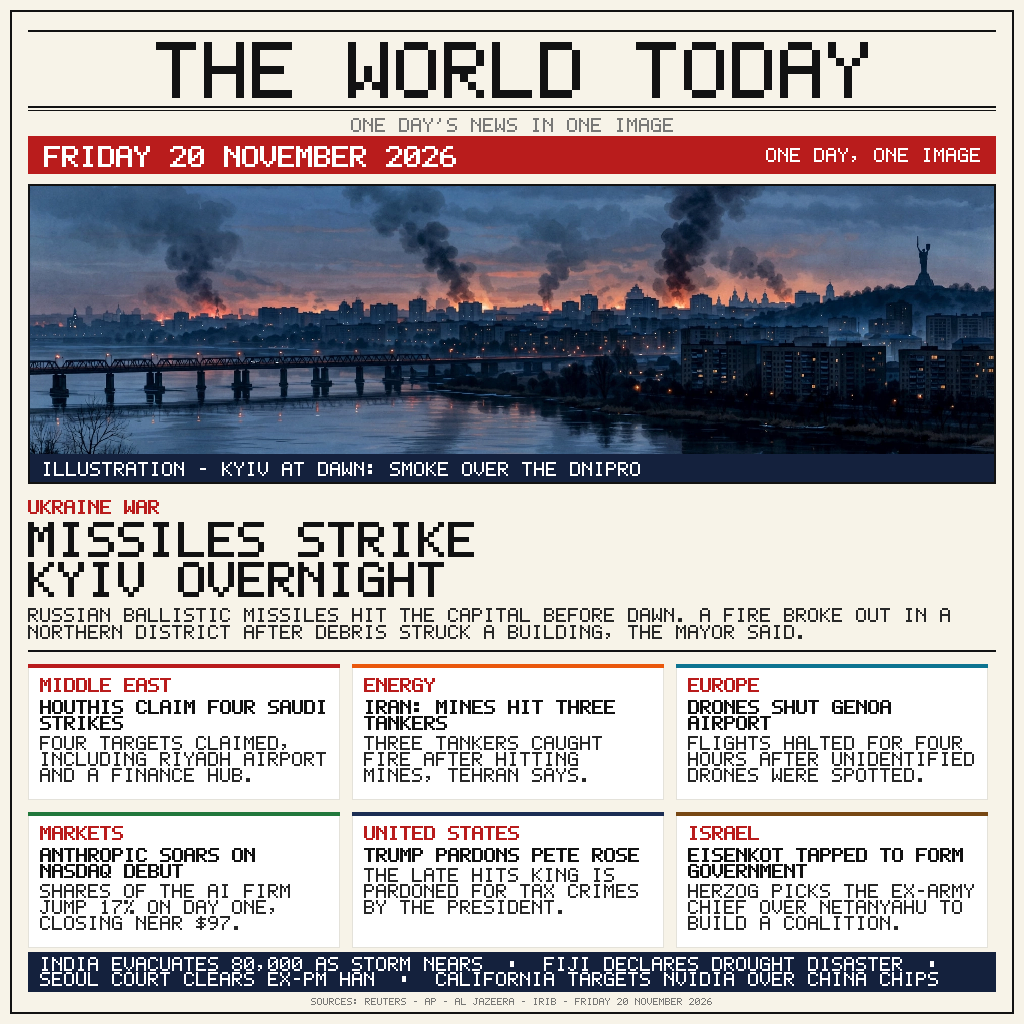 THE WORLD TODAY
ONE DAY'S NEWS IN ONE IMAGE
FRIDAY 20 NOVEMBER 2026
ONE DAY, ONE IMAGE
ILLUSTRATION - KYIV AT DAWN: SMOKE OVER THE DNIPRO
UKRAINE WAR
MISSILES STRIKE
KYIV OVERNIGHT
RUSSIAN BALLISTIC MISSILES HIT THE CAPITAL BEFORE DAWN. A FIRE BROKE OUT IN A
NORTHERN DISTRICT AFTER DEBRIS STRUCK A BUILDING, THE MAYOR SAID.
MIDDLE EAST
HOUTHIS CLAIM FOUR SAUDI
STRIKES
FOUR TARGETS CLAIMED,
INCLUDING RIYADH AIRPORT
AND A FINANCE HUB.
ENERGY
IRAN: MINES HIT THREE
TANKERS
THREE TANKERS CAUGHT
FIRE AFTER HITTING
MINES, TEHRAN SAYS.
EUROPE
DRONES SHUT GENOA
AIRPORT
FLIGHTS HALTED FOR FOUR
HOURS AFTER UNIDENTIFIED
DRONES WERE SPOTTED.
MARKETS
ANTHROPIC SOARS ON
NASDAQ DEBUT
SHARES OF THE AI FIRM
JUMP 17% ON DAY ONE,
CLOSING NEAR $97.
UNITED STATES
TRUMP PARDONS PETE ROSE
THE LATE HITS KING IS
PARDONED FOR TAX CRIMES
BY THE PRESIDENT.
ISRAEL
EISENKOT TAPPED TO FORM
GOVERNMENT
HERZOG PICKS THE EX-ARMY
CHIEF OVER NETANYAHU TO
BUILD A COALITION.
INDIA EVACUATES 80,000 AS STORM NEARS • FIJI DECLARES DROUGHT DISASTER •
SEOUL COURT CLEARS EX-PM HAN • CALIFORNIA TARGETS NVIDIA OVER CHINA CHIPS
SOURCES: REUTERS - AP - AL JAZEERA - IRIB - FRIDAY 20 NOVEMBER 2026